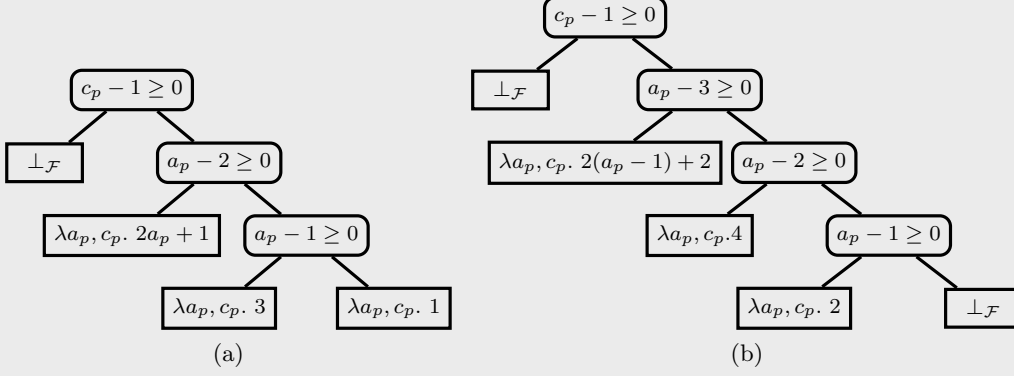 c_p − 1 ≥ 0
⊥_ℱ
a_p − 2 ≥ 0
λa_p, c_p. 2a_p + 1
a_p − 1 ≥ 0
λa_p, c_p. 3
λa_p, c_p. 1
(a)
c_p − 1 ≥ 0
⊥_ℱ
a_p − 3 ≥ 0
λa_p, c_p. 2(a_p − 1) + 2
a_p − 2 ≥ 0
λa_p, c_p.4
a_p − 1 ≥ 0
λa_p, c_p. 2
⊥_ℱ
(b)